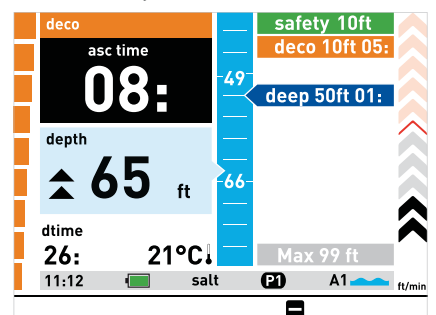 deco
safety 10ft
asc time
deco 10ft 05:
08:
49
deep 50ft 01:
depth
65 ft
66
dtime
26: 21°C
Max 99 ft
11:12 salt P1 A1 ft/min